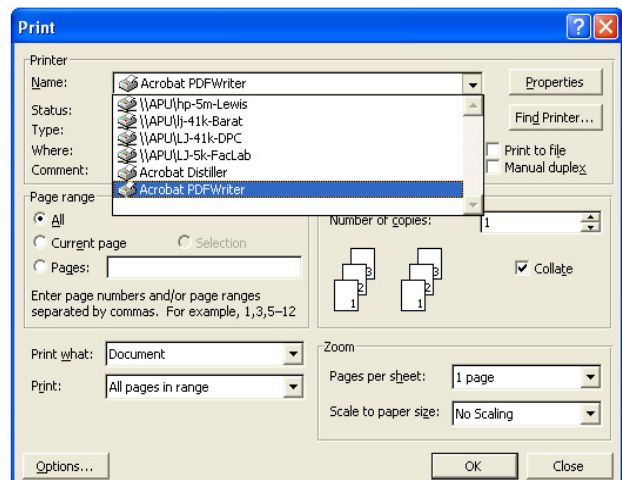 Print
Printer
Name: Acrobat PDFWriter Properties
\\APU\hp-5m-Lewis
\\APU\lj-41k-Barat
\\APU\LJ-41k-DPC
\\APU\LJ-5k-FacLab
Acrobat Distiller
Acrobat PDFWriter
Status: Find Printer...
Type:
Where: Print to file
Comment: Manual duplex
Page range
All
Current page Selection
Pages:
Enter page numbers and/or page ranges
separated by commas. For example, 1,3,5–12
Number of copies: 1
1 2 3 1 2 3
Collate
Print what: Document
Print: All pages in range
Zoom
Pages per sheet: 1 page
Scale to paper size: No Scaling
Options... OK Close